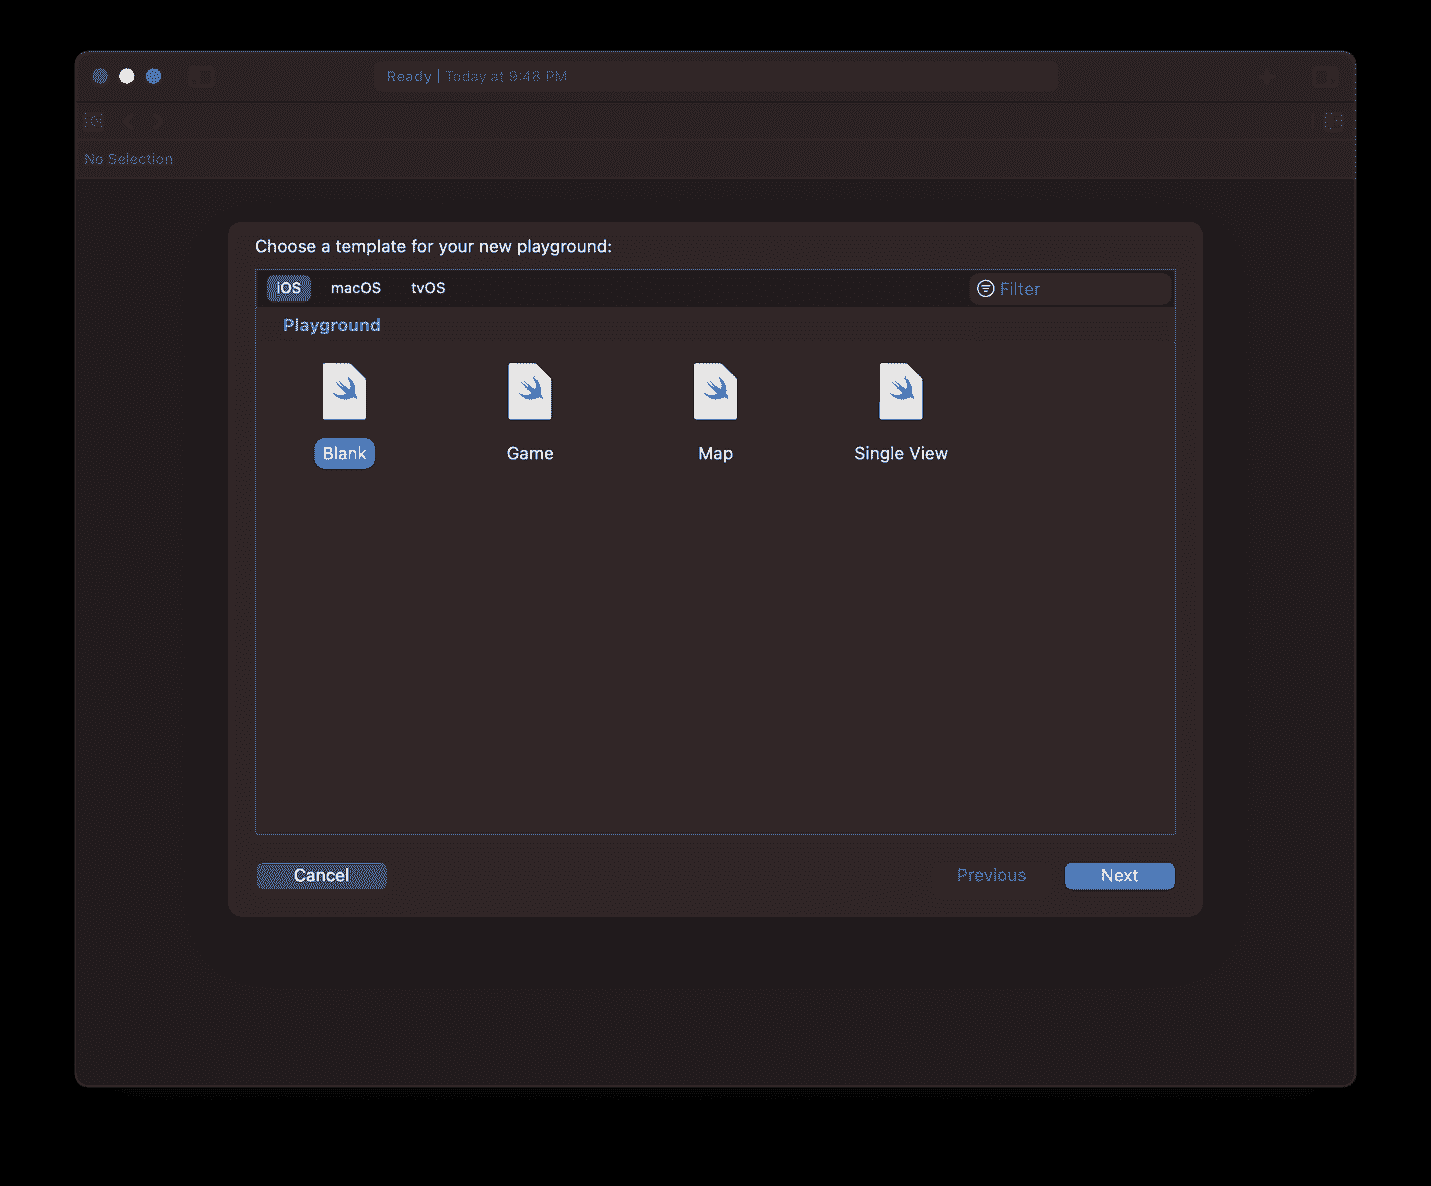 Ready | Today at 9:48 PM
No Selection
Choose a template for your new playground:
iOS macOS tvOS Filter
Playground
Blank Game Map Single View
Cancel Previous Next